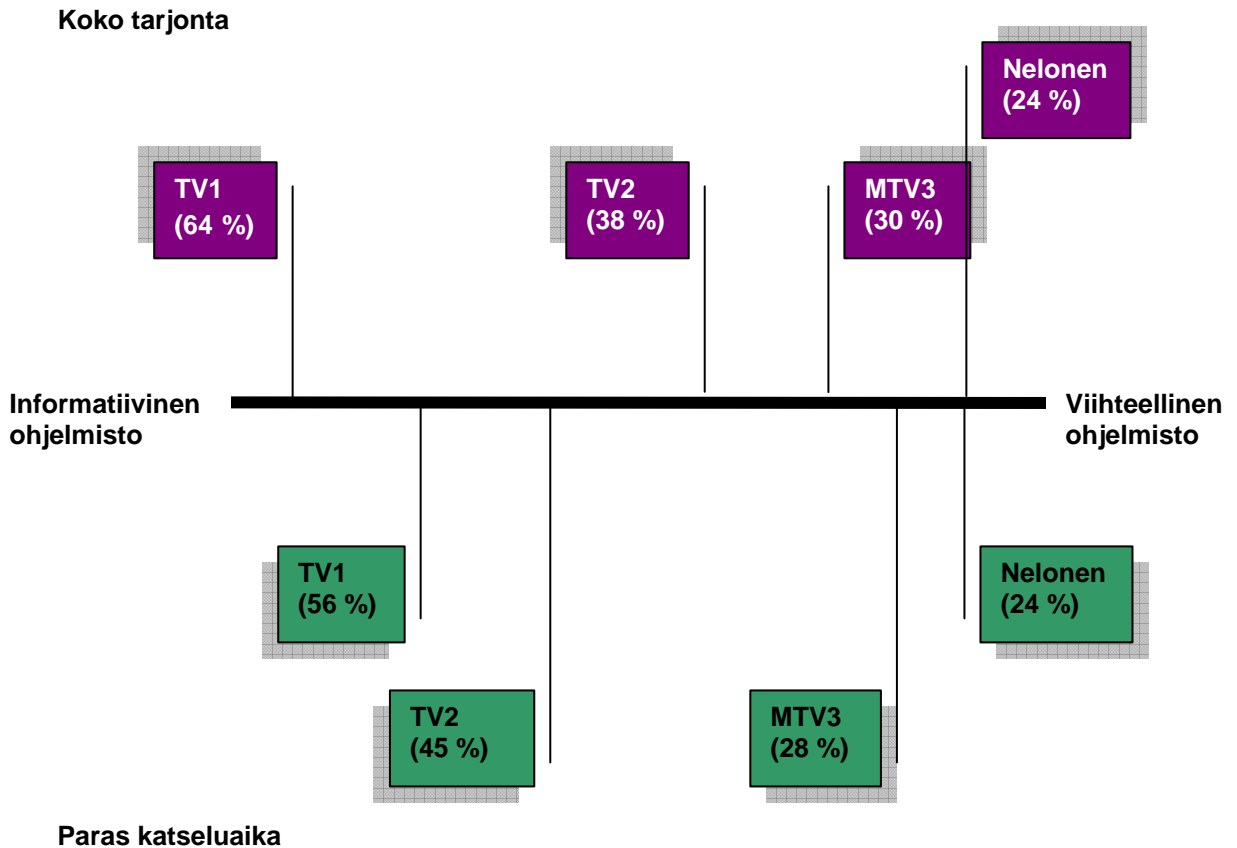 Koko tarjonta
Nelonen
(24 %)
TV1
(64 %)
TV2
(38 %)
MTV3
(30 %)
Informatiivinen
ohjelmisto
Viihteellinen
ohjelmisto
TV1
(56 %)
Nelonen
(24 %)
TV2
(45 %)
MTV3
(28 %)
Paras katseluaika